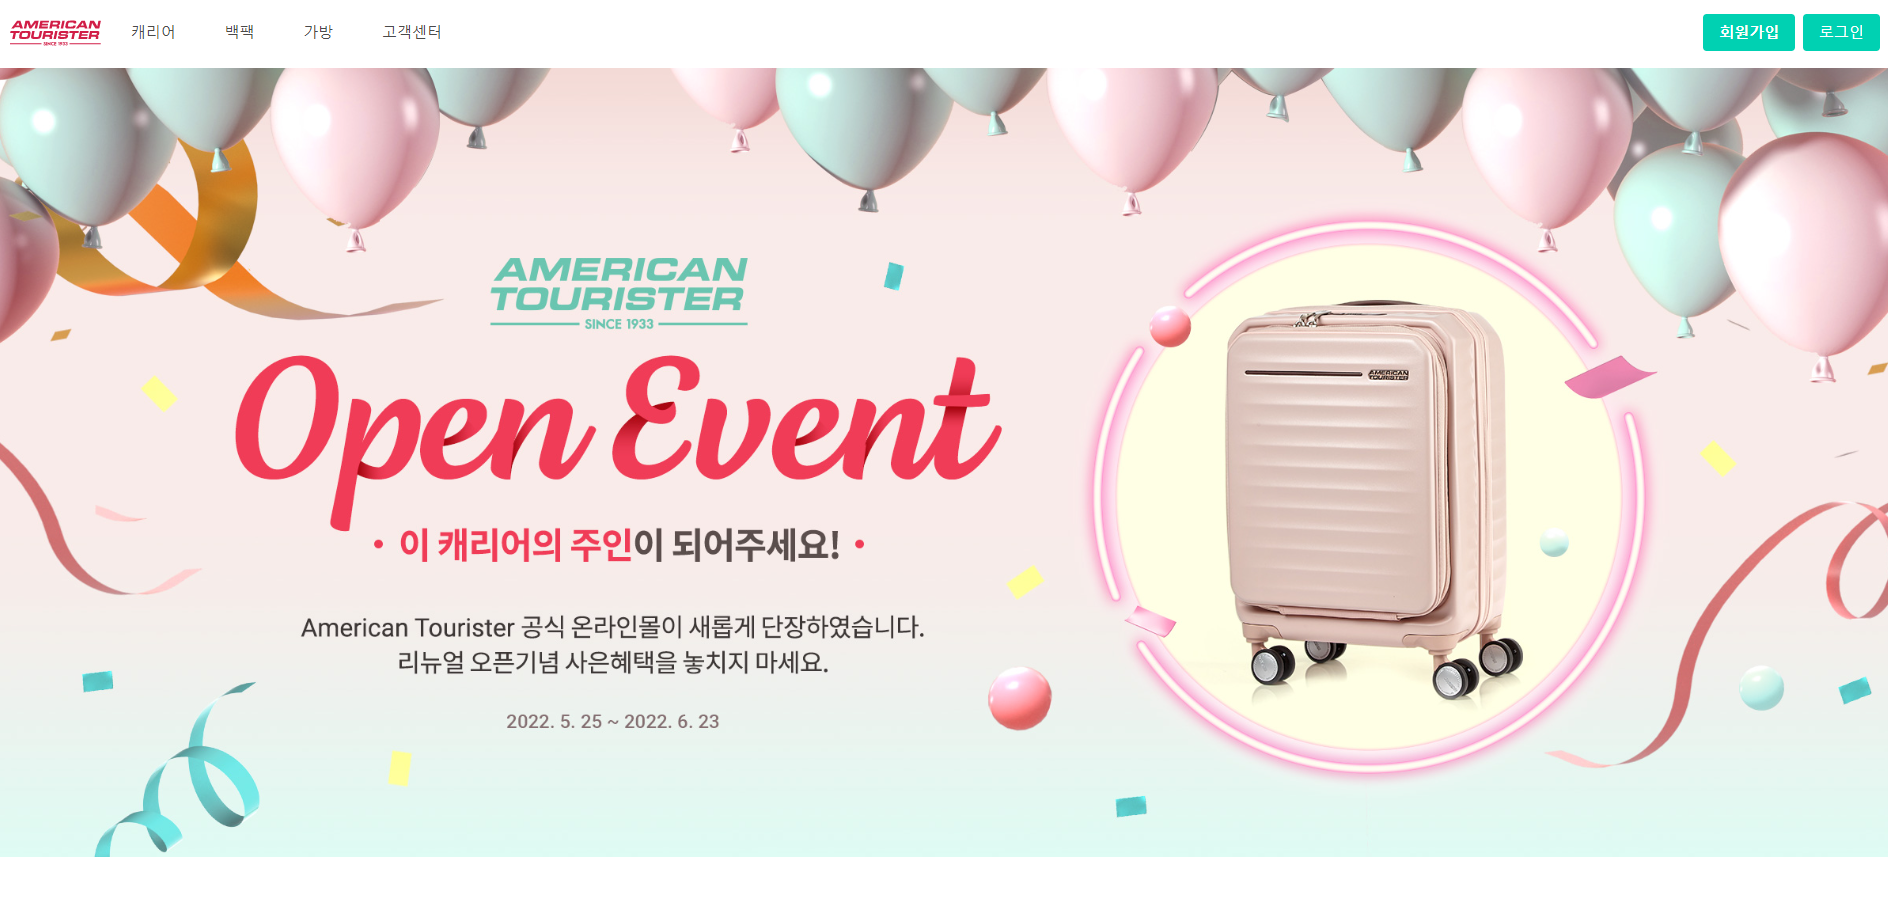 AMERICAN
TOURISTER
SINCE 1933
캐리어 백팩 가방 고객센터 회원가입 로그인
AMERICAN
TOURISTER
SINCE 1933
Open Event
• 이 캐리어의 주인이 되어주세요! •
American Tourister 공식 온라인몰이 새롭게 단장하였습니다.
리뉴얼 오픈기념 사은혜택을 놓치지 마세요.
2022. 5. 25 ~ 2022. 6. 23
AMERICAN
TOURISTER